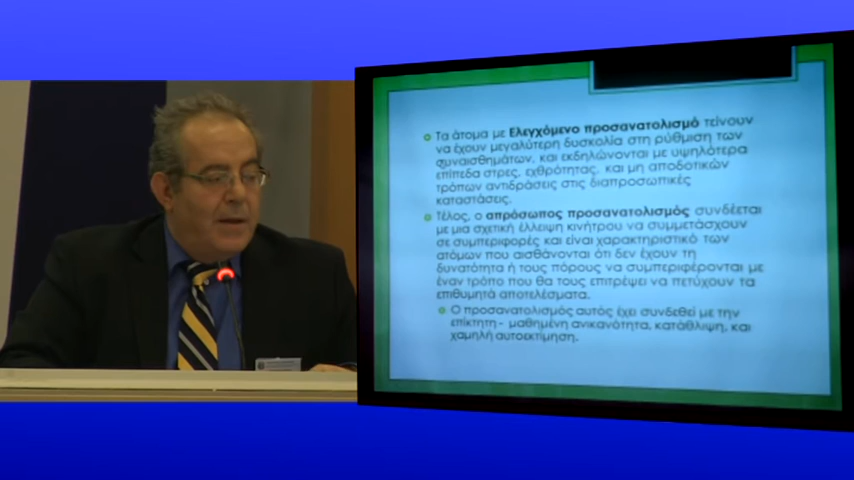 Τα άτομα με Ελεγχόμενο προσανατολισμό τείνουν
να έχουν μεγαλύτερη δυσκολία στη ρύθμιση των
συναισθημάτων, και εκδηλώνονται με υψηλότερα
επίπεδα στρες, εχθρότητας, και μη αποδοτικών
τρόπων αντιδράσεις στις διαπροσωπικές
καταστάσεις.
Τέλος, ο απρόσωπος προσανατολισμός συνδέεται
με μια σχετική έλλειψη κινήτρου να συμμετάσχουν
σε συμπεριφορές και είναι χαρακτηριστικό των
ατόμων που αισθάνονται ότι δεν έχουν τη
δυνατότητα ή τους πόρους να συμπεριφέρονται με
έναν τρόπο που θα τους επιτρέψει να πετύχουν τα
επιθυμητά αποτελέσματα.
Ο προσανατολισμός αυτός έχει συνδεθεί με την
επίκτητη - μαθημένη ανικανότητα, κατάθλιψη, και
χαμηλή αυτοεκτίμηση.